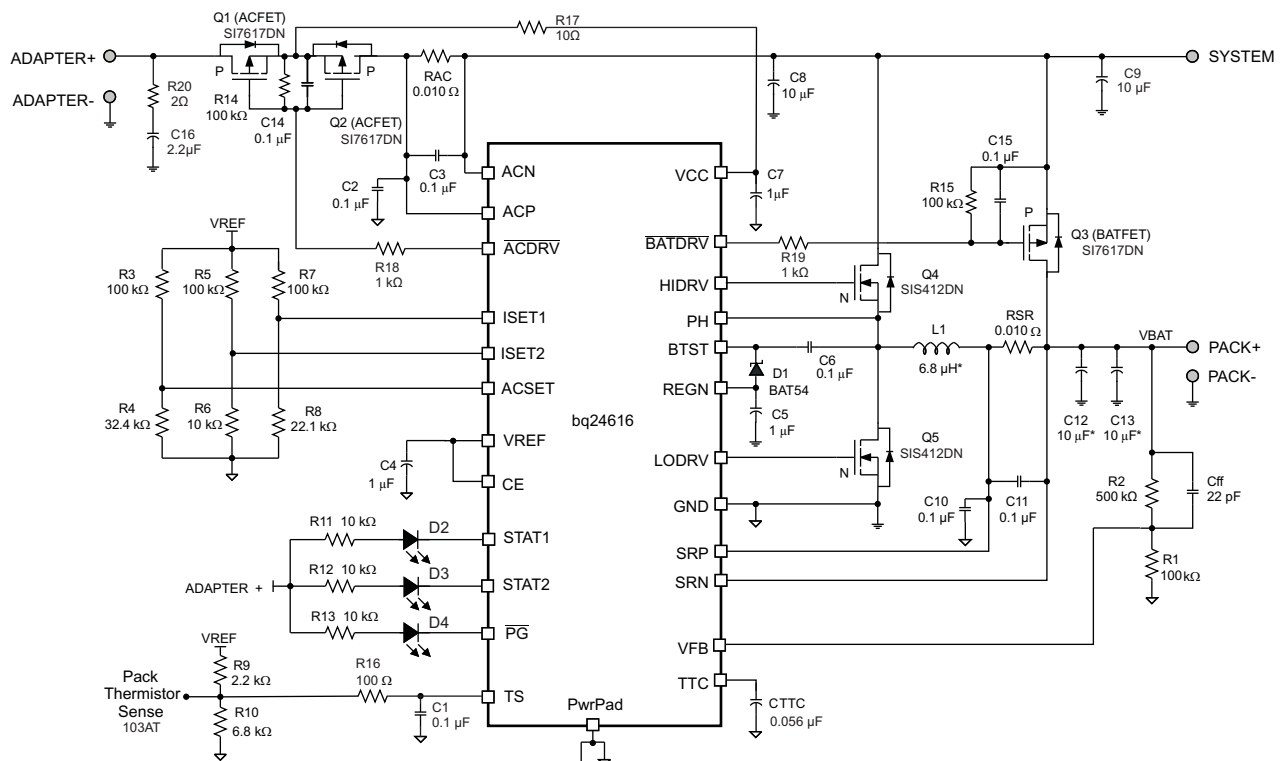 Q1 (ACFET)
SI7617DN
R17
10Ω
ADAPTER+
P
P
RAC
0.010 Ω
SYSTEM
ADAPTER-
R20
2Ω
R14
100 kΩ
C14
0.1 µF
Q2 (ACFET)
SI7617DN
C8
10 µF
C9
10 µF
C16
2.2µF
C3
0.1 µF
C2
0.1 µF
ACN
ACP
ACDRV
VCC
C7
1µF
C15
0.1 µF
R15
100 kΩ
P
Q3 (BATFET)
SI7617DN
BATDRV
R19
1 kΩ
R18
1 kΩ
VREF
R3
100 kΩ
R5
100 kΩ
R7
100 kΩ
HIDRV
N
Q4
SIS412DN
ISET1
PH
ISET2
BTST
C6
0.1 µF
L1
6.8 µH*
RSR
0.010 Ω
VBAT
PACK+
PACK-
ACSET
REGN
D1
BAT54
C5
1 µF
R4
32.4 kΩ
R6
10 kΩ
R8
22.1 kΩ
bq24616
C12
10 µF*
C13
10 µF*
VREF
C4
1 µF
LODRV
N
Q5
SIS412DN
CE
GND
C10
0.1 µF
C11
0.1 µF
R2
500 kΩ
Cff
22 pF
R11 10 kΩ
D2
STAT1
SRP
R12 10 kΩ
D3
STAT2
SRN
R1
100 kΩ
ADAPTER +
R13 10 kΩ
D4
PG
VFB
VREF
R9
2.2 kΩ
Pack
Thermistor
Sense
103AT
R16
100 Ω
TS
TTC
R10
6.8 kΩ
C1
0.1 µF
PwrPad
CTTC
0.056 µF